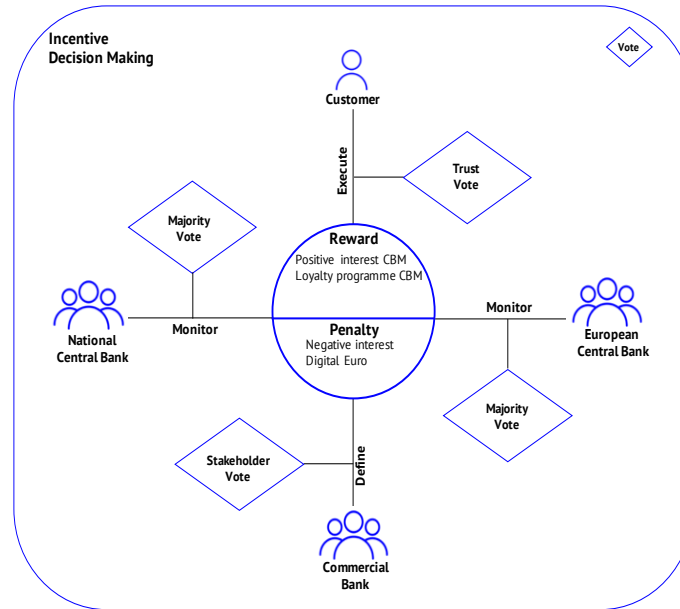 Incentive
Decision Making
Vote
Customer
Execute
Trust
Vote
Majority
Vote
Reward
Positive interest CBM
Loyalty programme CBM
National
Central Bank
Monitor
Penalty
Negative interest
Digital Euro
Monitor
European
Central Bank
Majority
Vote
Stakeholder
Vote
Define
Commercial
Bank